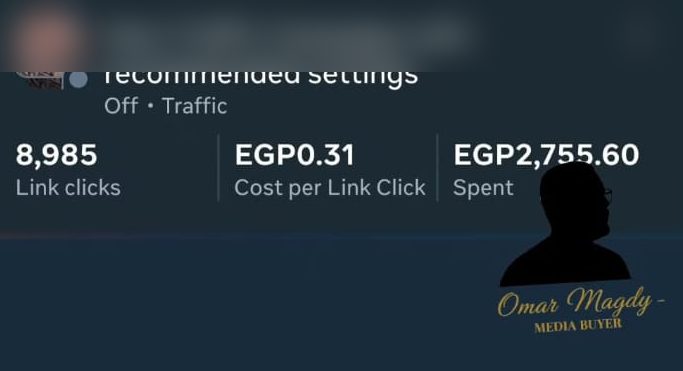 recommended settings
Off • Traffic
8,985
EGP0.31
EGP2,755.60
Link clicks
Cost per Link Click
Spent
Omar Magdy -
MEDIA BUYER